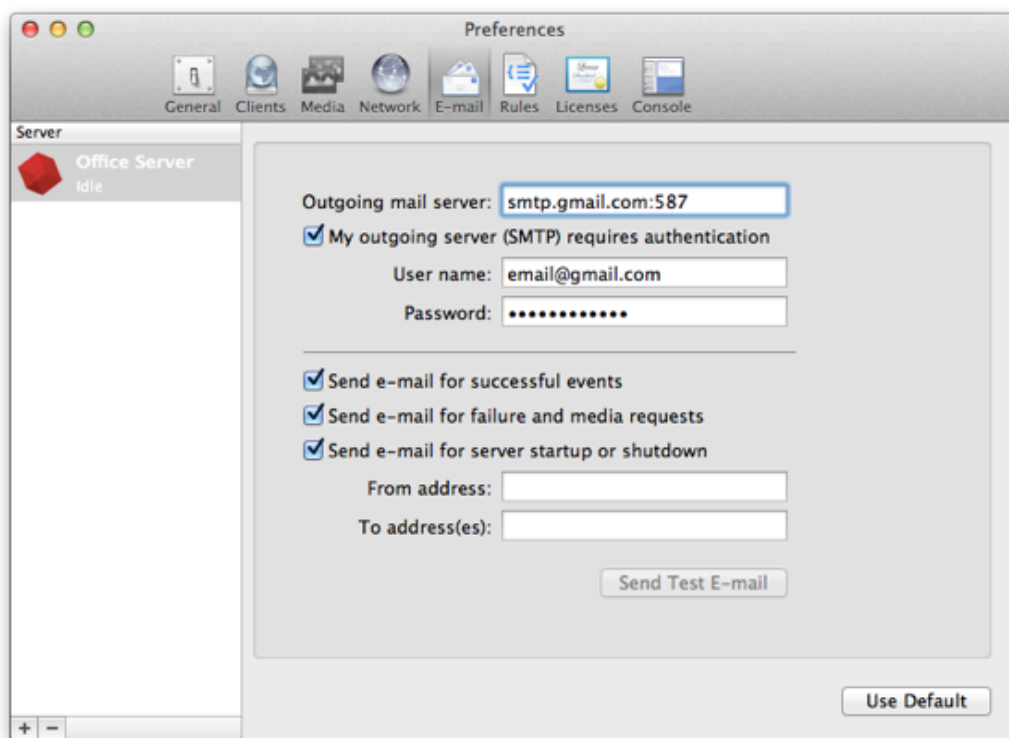 Preferences
General Clients Media Network E-mail Rules Licenses Console
Server
Office Server
Idle
Outgoing mail server: smtp.gmail.com:587
My outgoing server (SMTP) requires authentication
User name: email@gmail.com
Password: ••••••••••••
Send e-mail for successful events
Send e-mail for failure and media requests
Send e-mail for server startup or shutdown
From address:
To address(es):
Send Test E-mail
Use Default
+ −